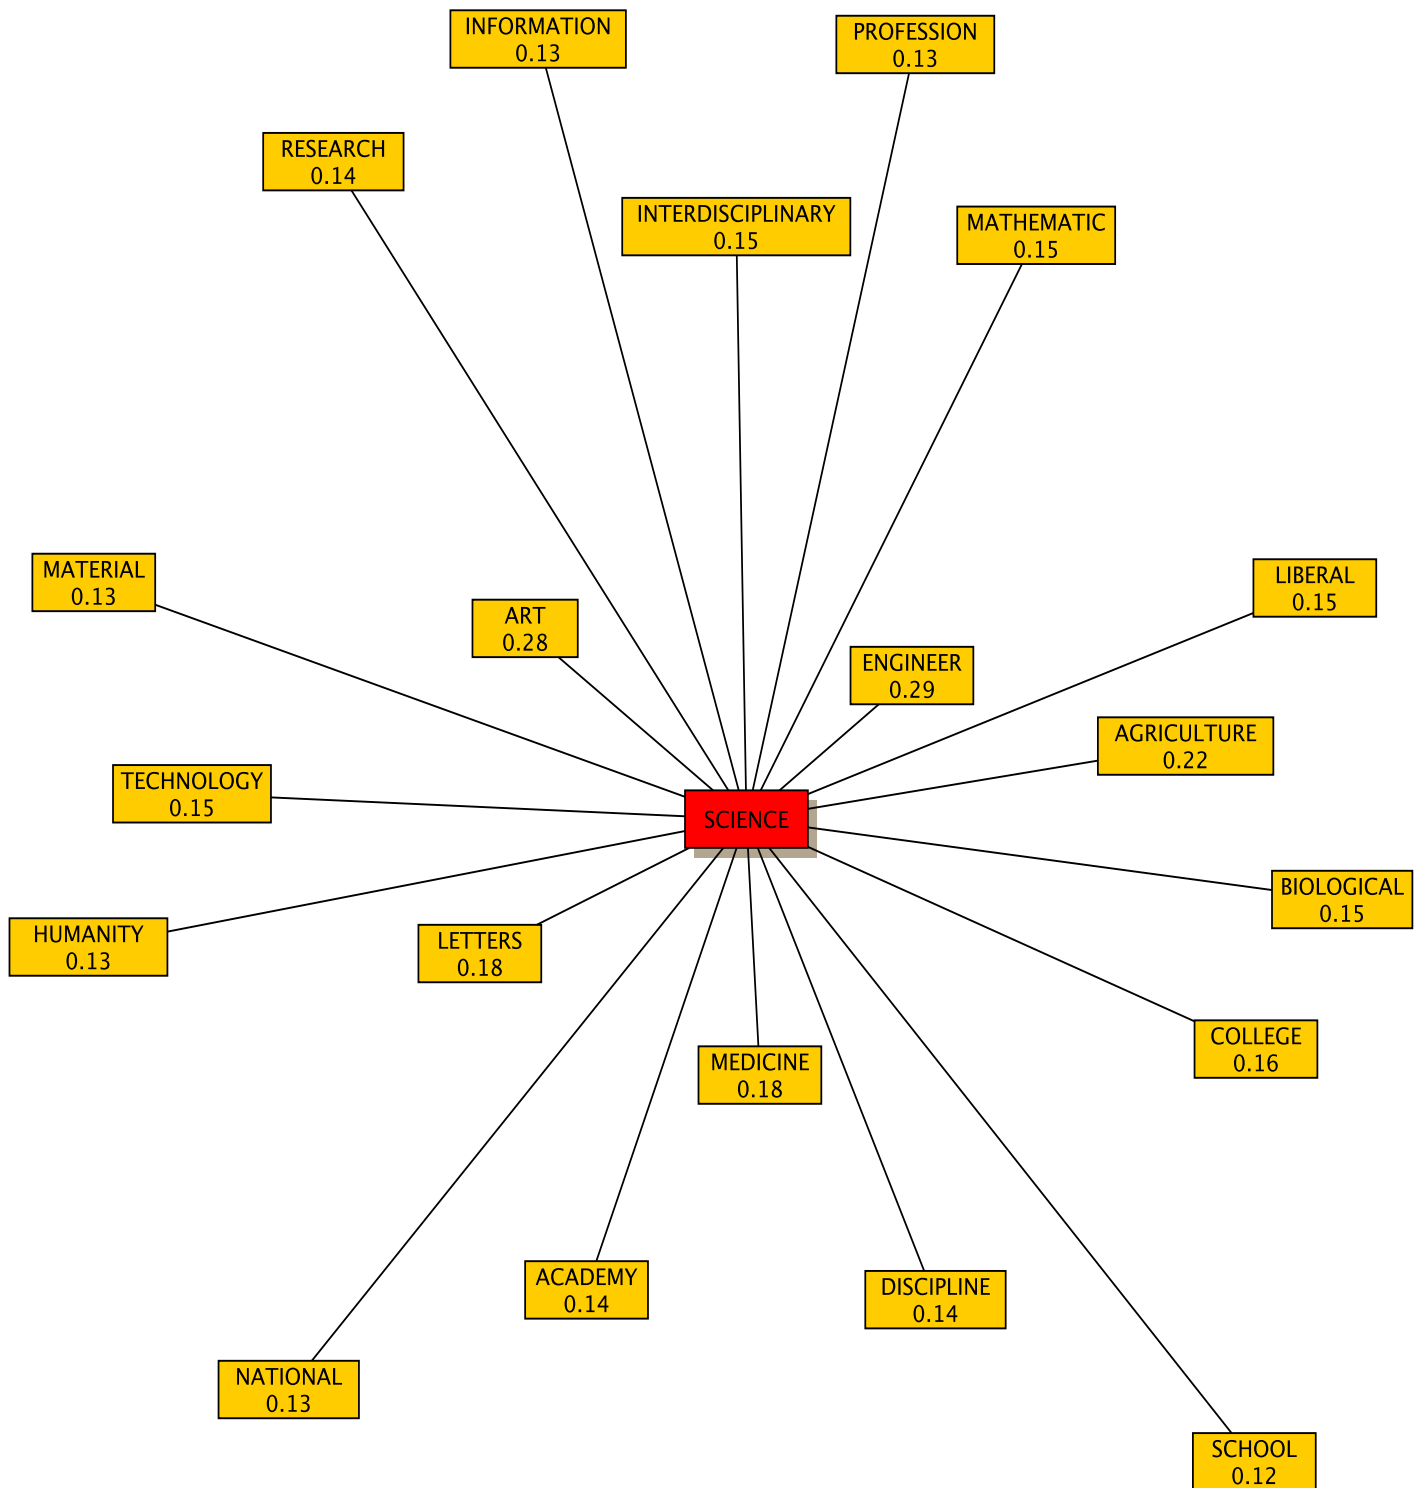 INFORMATION
0.13
PROFESSION
0.13
RESEARCH
0.14
INTERDISCIPLINARY
0.15
MATHEMATIC
0.15
MATERIAL
0.13
LIBERAL
0.15
ART
0.28
ENGINEER
0.29
AGRICULTURE
0.22
TECHNOLOGY
0.15
SCIENCE
BIOLOGICAL
0.15
HUMANITY
0.13
LETTERS
0.18
COLLEGE
0.16
MEDICINE
0.18
ACADEMY
0.14
DISCIPLINE
0.14
NATIONAL
0.13
SCHOOL
0.12